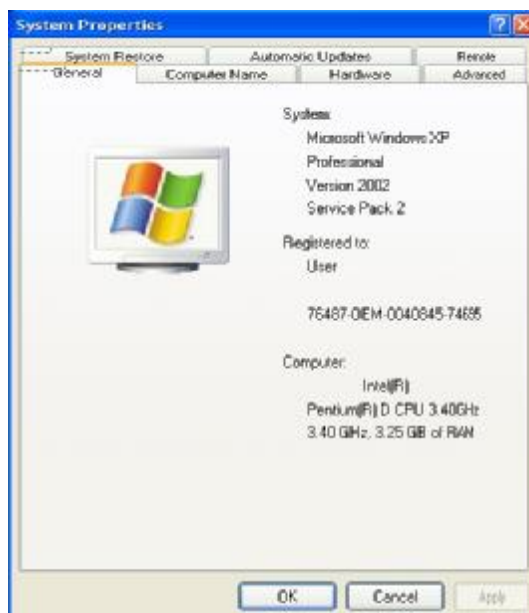 System Properties
System Restore Automatic Updates Remote
General Computer Name Hardware Advanced
System:
Microsoft Windows XP
Professional
Version 2002
Service Pack 2
Registered to:
User
76487-OEM-0040845-74695
Computer:
Intel(R)
Pentium(R) D CPU 3.40GHz
3.40 GHz, 3.25 GB of RAM
OK Cancel Apply